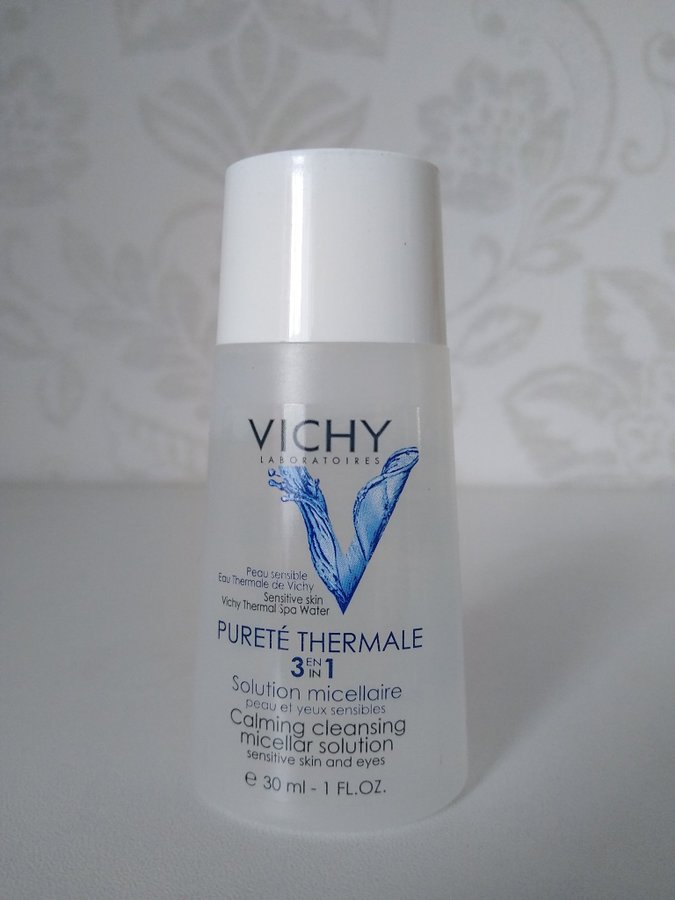 VICHY
LABORATOIRES
Peau sensible
Eau Thermale de Vichy
Sensitive skin
Vichy Thermal Spa Water
PURETÉ THERMALE
3 EN IN 1
Solution micellaire
peau et yeux sensibles
Calming cleansing
micellar solution
sensitive skin and eyes
℮ 30 ml - 1 FL.OZ.